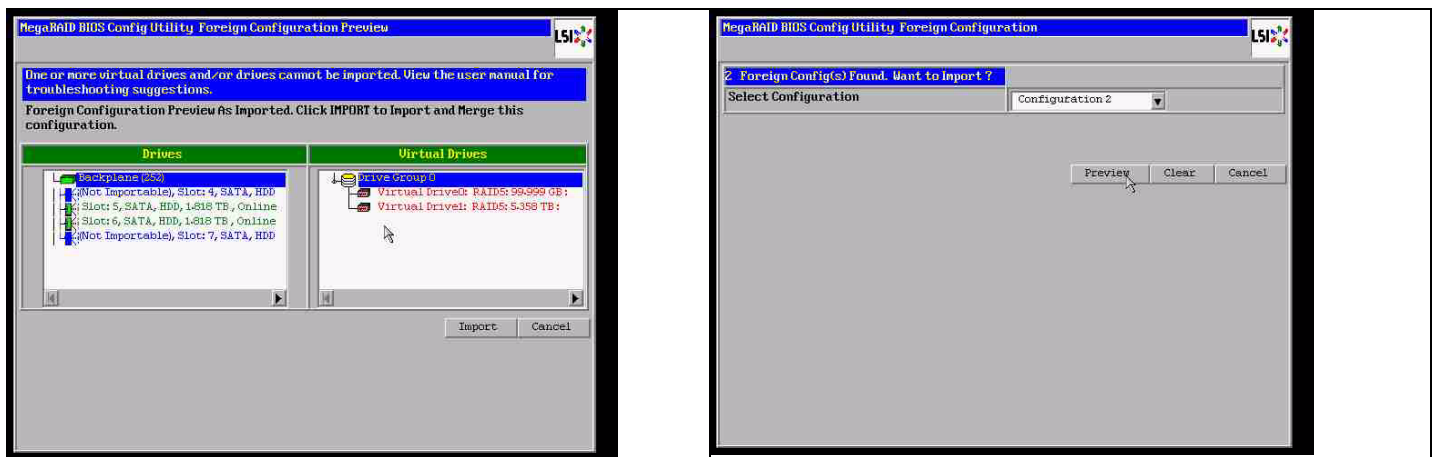 MegaRAID BIOS Config Utility Foreign Configuration Preview
LSI
One or more virtual drives and/or drives cannot be imported. View the user manual for
troubleshooting suggestions.
Foreign Configuration Preview As Imported. Click IMPORT to Import and Merge this
configuration.
Drives
Backplane (252)
(Not Importable), Slot: 4, SATA, HDD
Slot: 5, SATA, HDD, 1.818 TB, Online
Slot: 6, SATA, HDD, 1.818 TB, Online
(Not Importable), Slot: 7, SATA, HDD
Virtual Drives
Drive Group 0
Virtual Drive0: RAID5: 99.999 GB:
Virtual Drive1: RAID5: 5.358 TB:
Import
Cancel
MegaRAID BIOS Config Utility Foreign Configuration
LSI
2 Foreign Config(s) Found. Want to Import ?
Select Configuration
Configuration 2
Preview
Clear
Cancel